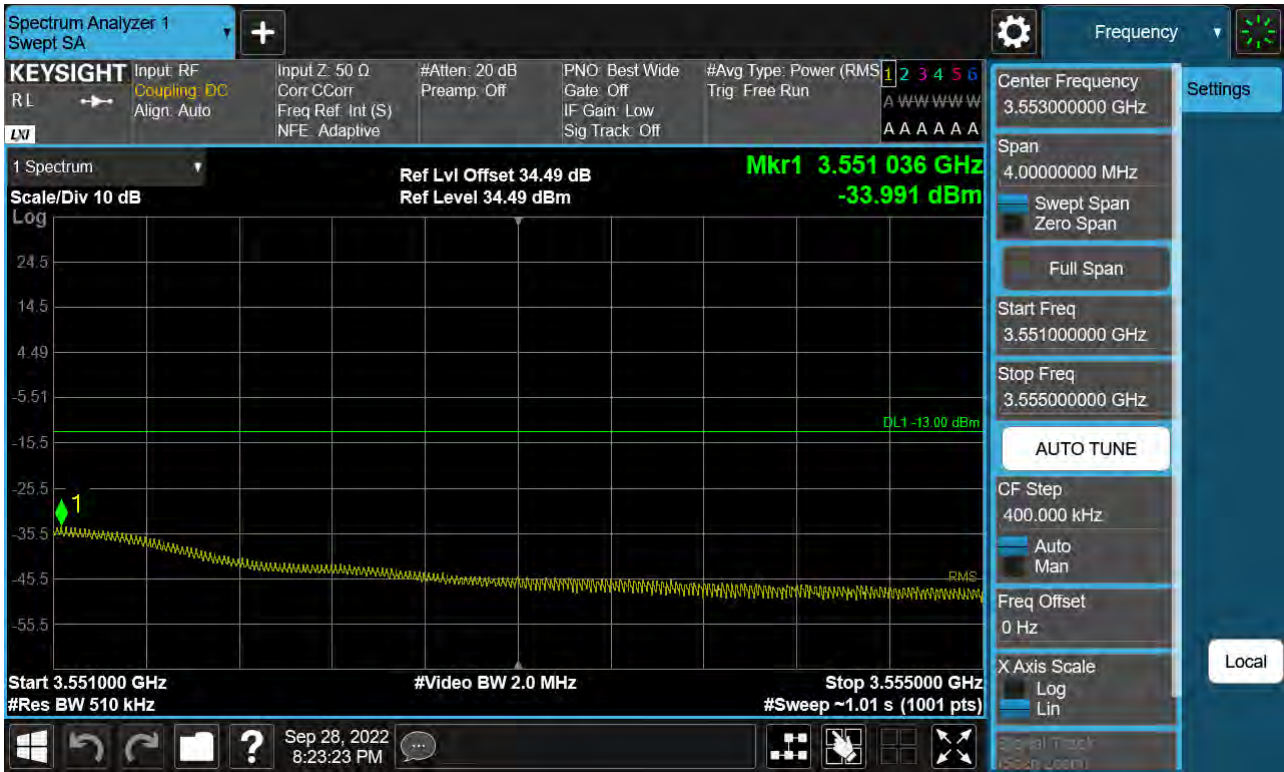 Spectrum Analyzer 1
Swept SA
+
Frequency
KEYSIGHT
RL
LXI
Input: RF
Coupling: DC
Align: Auto
Input Z: 50 Ω
Corr CCorr
Freq Ref: Int (S)
NFE: Adaptive
#Atten: 20 dB
Preamp: Off
PNO: Best Wide
Gate: Off
IF Gain: Low
Sig Track: Off
#Avg Type: Power (RMS
Trig: Free Run
1 2 3 4 5 6
A W W W W W
A A A A A A
1 Spectrum
Scale/Div 10 dB
Log
Ref Lvl Offset 34.49 dB
Ref Level 34.49 dBm
Mkr1 3.551 036 GHz
-33.991 dBm
24.5
14.5
4.49
-5.51
DL1 -13.00 dBm
-15.5
-25.5
1
-35.5
-45.5
RMS
-55.5
Start 3.551000 GHz
#Res BW 510 kHz
#Video BW 2.0 MHz
Stop 3.555000 GHz
#Sweep ~1.01 s (1001 pts)
Center Frequency
3.553000000 GHz
Settings
Span
4.00000000 MHz
Swept Span
Zero Span
Full Span
Start Freq
3.551000000 GHz
Stop Freq
3.555000000 GHz
AUTO TUNE
CF Step
400.000 kHz
Auto
Man
Freq Offset
0 Hz
X Axis Scale
Log
Lin
Local
Signal Track
(Span Zoom)
?
Sep 28, 2022
8:23:23 PM